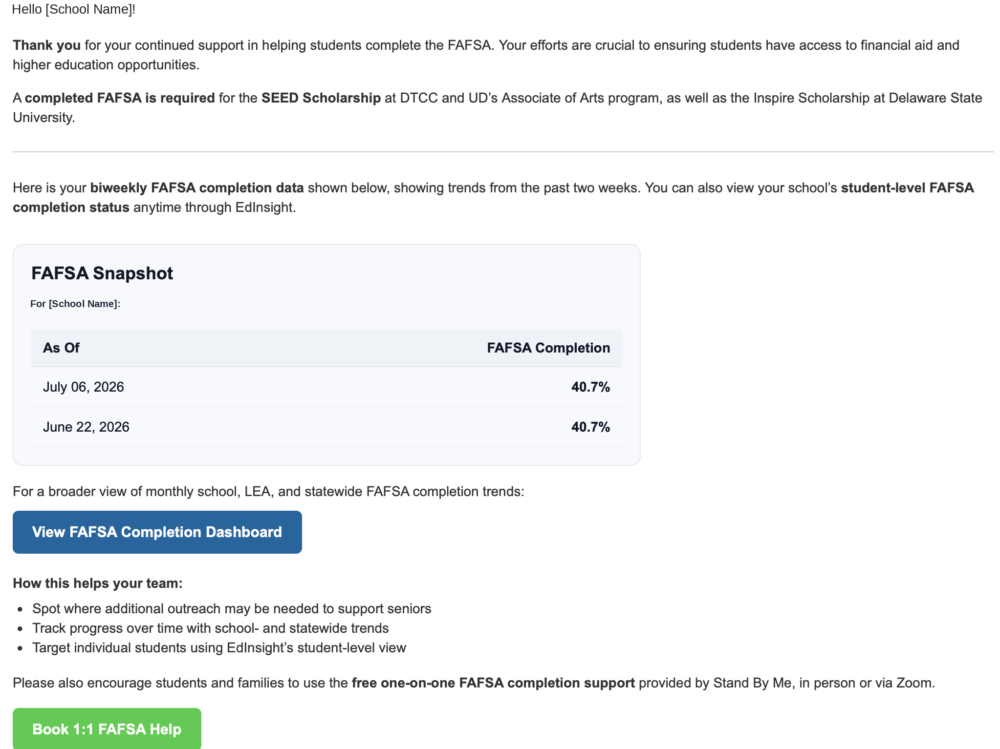 Hello [School Name]!
Thank you for your continued support in helping students complete the FAFSA. Your efforts are crucial to ensuring students have access to financial aid and
higher education opportunities.
A completed FAFSA is required for the SEED Scholarship at DTCC and UD’s Associate of Arts program, as well as the Inspire Scholarship at Delaware State
University.
Here is your biweekly FAFSA completion data shown below, showing trends from the past two weeks. You can also view your school’s student-level FAFSA
completion status anytime through EdInsight.
FAFSA Snapshot
For [School Name]:
As Of FAFSA Completion
July 06, 2026 40.7%
June 22, 2026 40.7%
For a broader view of monthly school, LEA, and statewide FAFSA completion trends:
View FAFSA Completion Dashboard
How this helps your team:
• Spot where additional outreach may be needed to support seniors
• Track progress over time with school- and statewide trends
• Target individual students using EdInsight’s student-level view
Please also encourage students and families to use the free one-on-one FAFSA completion support provided by Stand By Me, in person or via Zoom.
Book 1:1 FAFSA Help